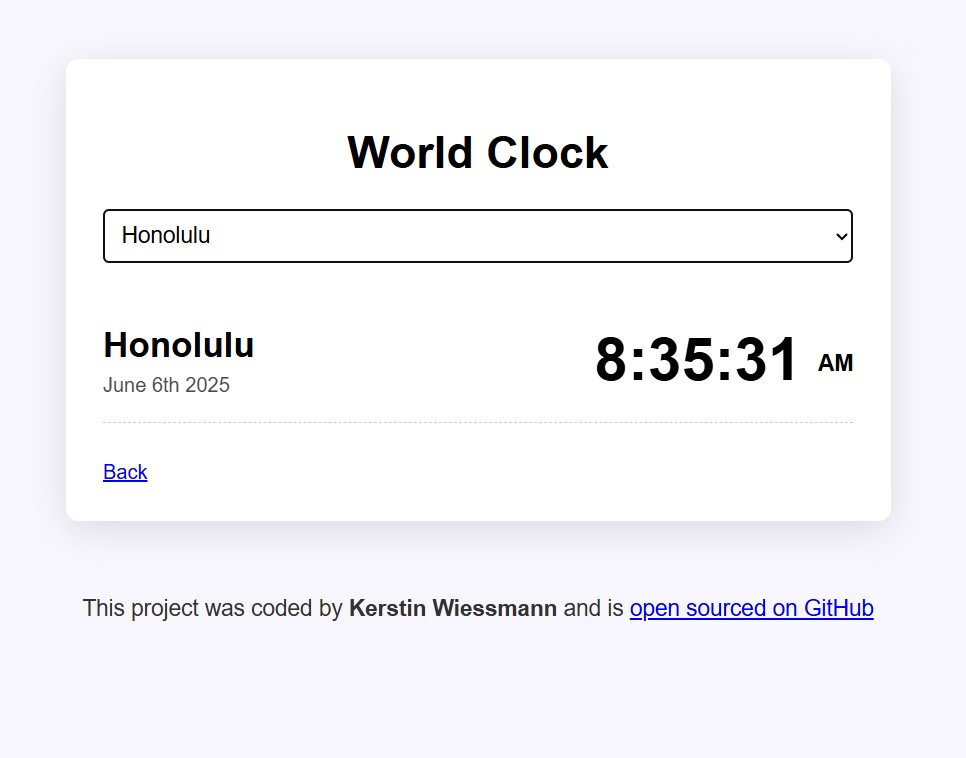 World Clock
Honolulu
Honolulu
8:35:31 AM
June 6th 2025
Back
This project was coded by Kerstin Wiessmann and is open sourced on GitHub